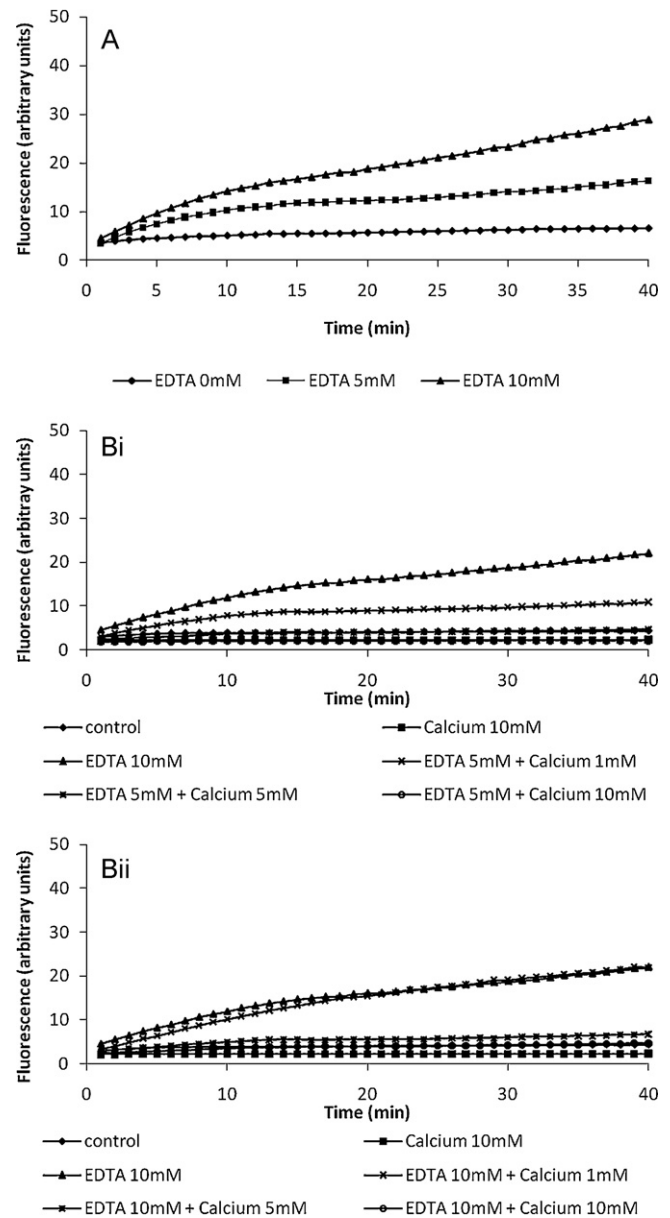 A
Fluorescence (arbitrary units)
50
40
30
20
10
0
0 5 10 15 20 25 30 35 40
Time (min)
EDTA 0mM EDTA 5mM EDTA 10mM
Bi
Fluorescence (arbitray units)
50
40
30
20
10
0
0 10 20 30 40
Time (min)
control Calcium 10mM
EDTA 10mM EDTA 5mM + Calcium 1mM
EDTA 5mM + Calcium 5mM EDTA 5mM + Calcium 10mM
Bii
Fluorescence (arbitrary units)
50
40
30
20
10
0
0 10 20 30 40
Time (min)
control Calcium 10mM
EDTA 10mM EDTA 10mM + Calcium 1mM
EDTA 10mM + Calcium 5mM EDTA 10mM + Calcium 10mM